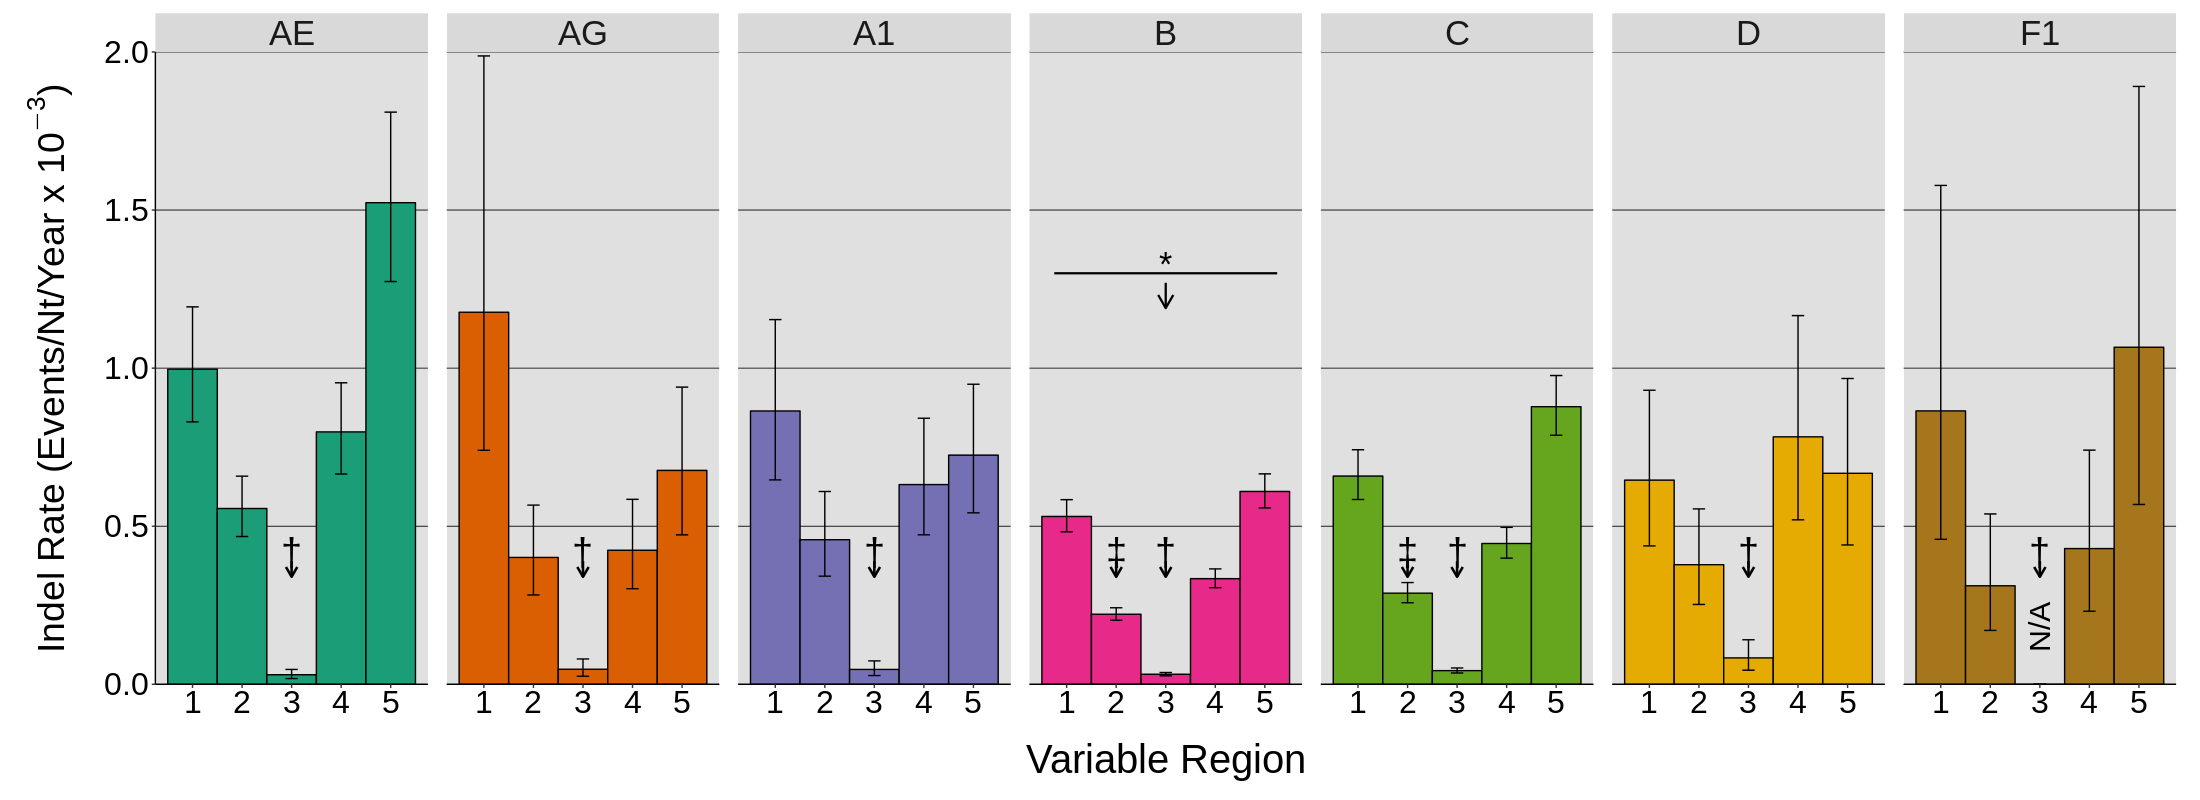 AE AG A1 B C D F1
2.0
1.5
1.0
0.5
0.0
Indel Rate (Events/Nt/Year x 10⁻³)
*
† † † ‡ † ‡ † † †
N/A
1 2 3 4 5 1 2 3 4 5 1 2 3 4 5 1 2 3 4 5 1 2 3 4 5 1 2 3 4 5 1 2 3 4 5
Variable Region